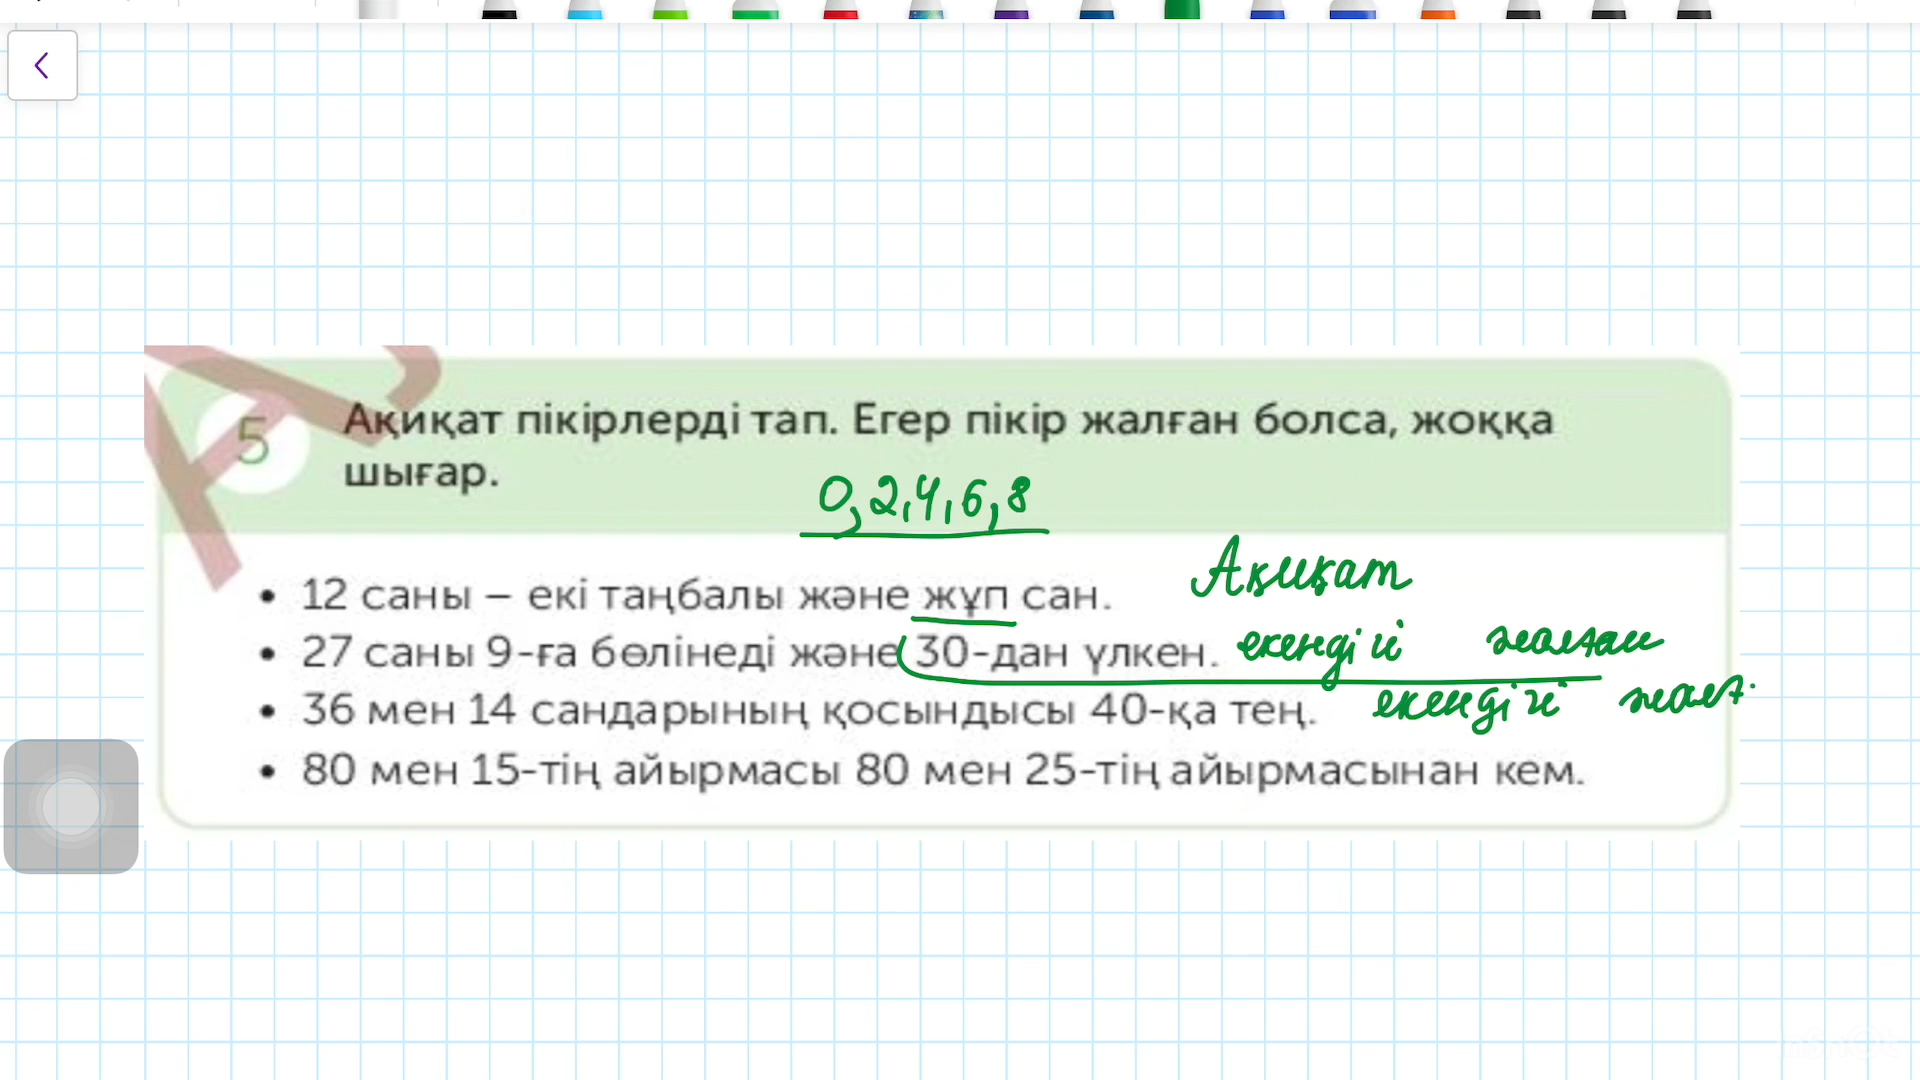 5 Ақиқат пікірлерді тап. Егер пікір жалған болса, жоққа
шығар.
0, 2, 4, 6, 8
• 12 саны – екі таңбалы және жұп сан. Ақиқат
• 27 саны 9-ға бөлінеді және 30-дан үлкен. екендігі жалған
• 36 мен 14 сандарының қосындысы 40-қа тең. екендігі жалғ.
• 80 мен 15-тің айырмасы 80 мен 25-тің айырмасынан кем.